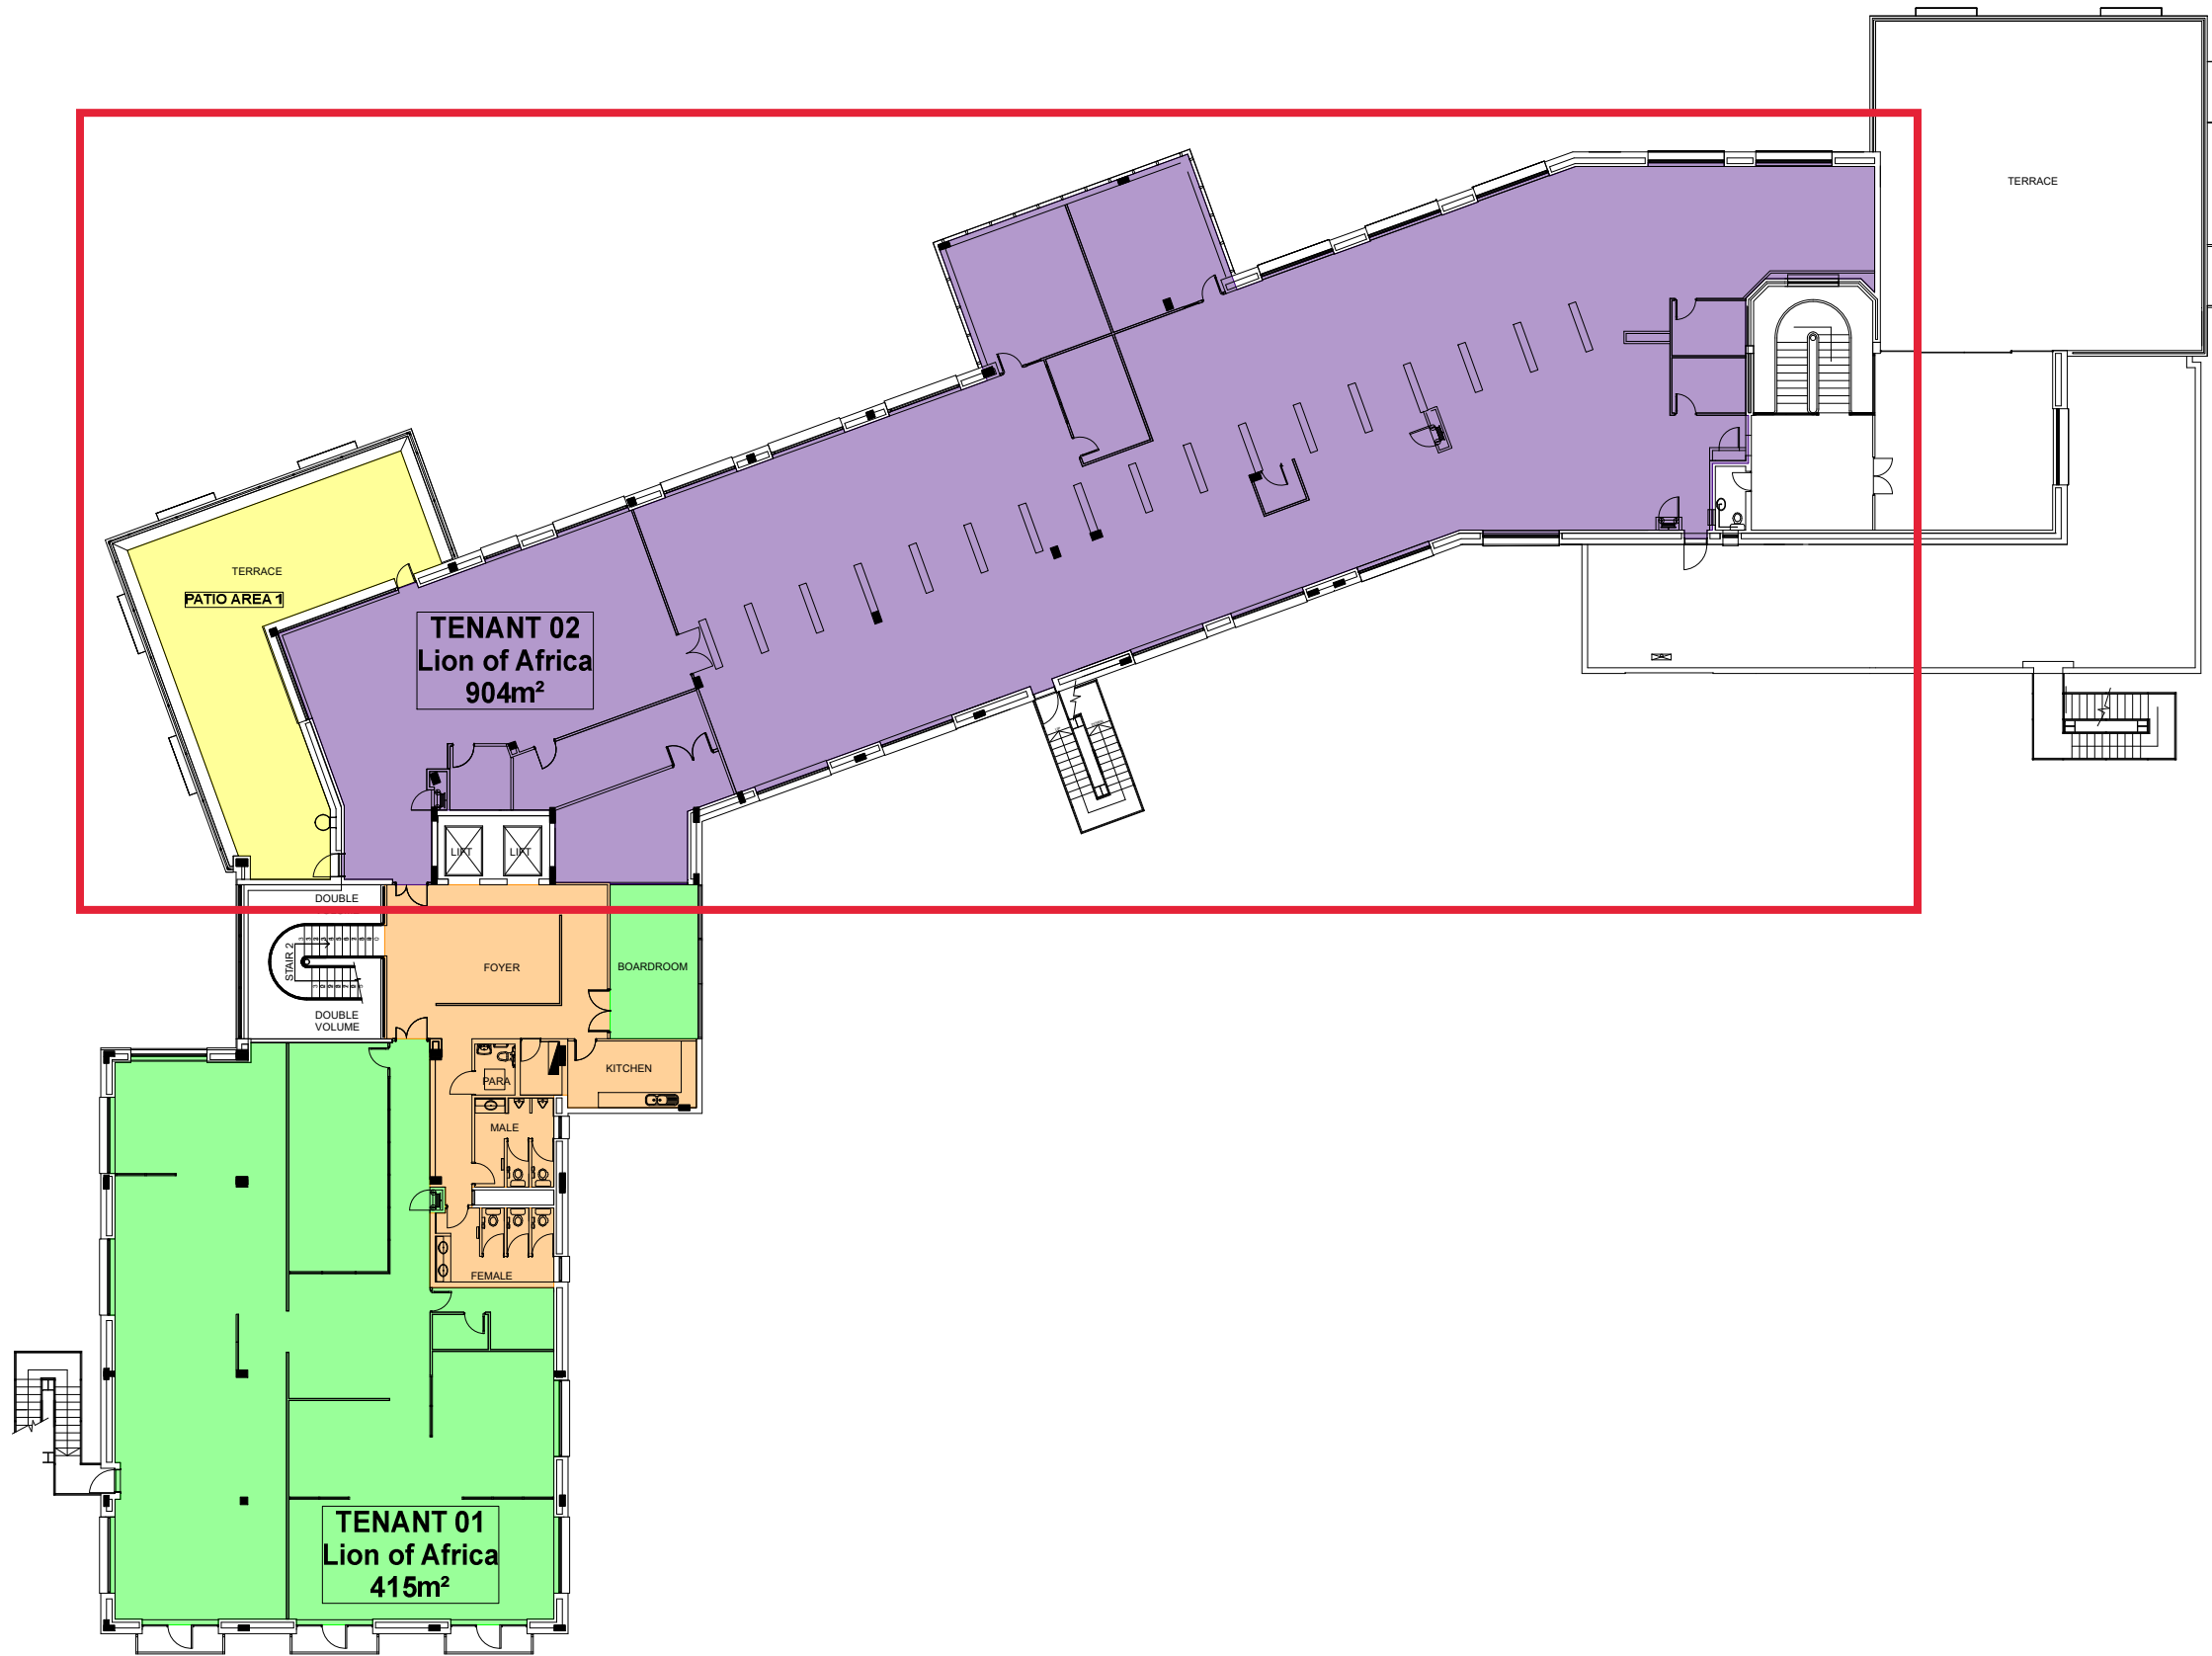 TERRACE
TERRACE
PATIO AREA 1
TENANT 02
Lion of Africa
904m²
LIFT
LIFT
DOUBLE
STAIR 2
FOYER
BOARDROOM
DOUBLE
VOLUME
PARA
KITCHEN
MALE
FEMALE
TENANT 01
Lion of Africa
415m²